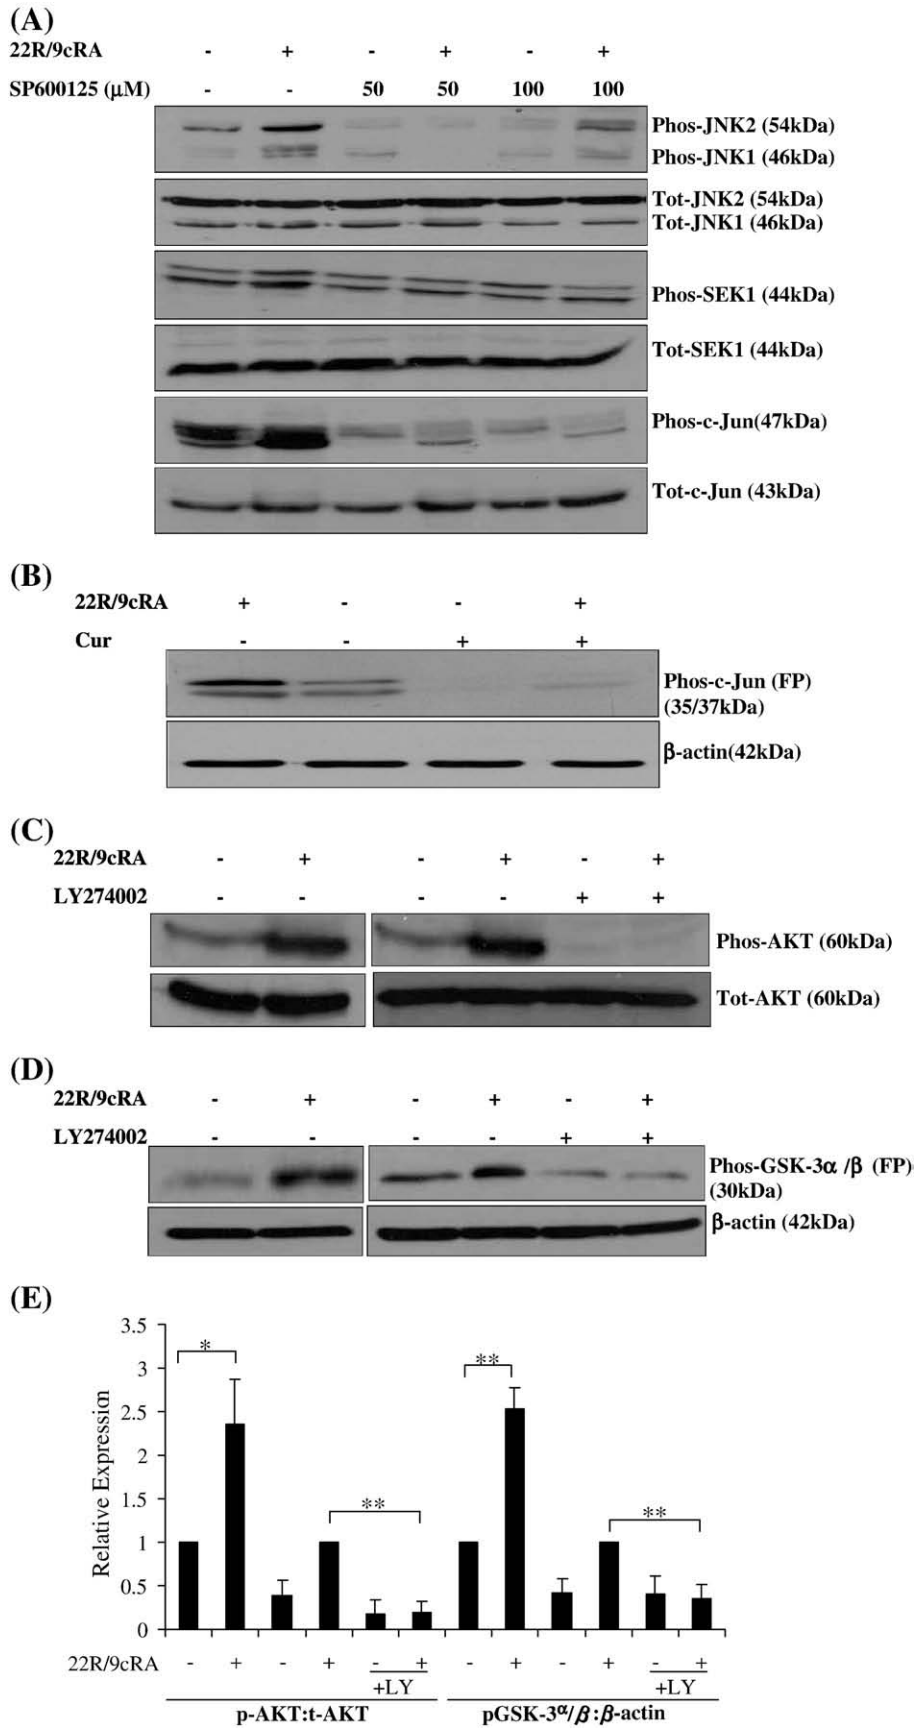 (A)
22R/9cRA - + - + - +
SP600125 (μM) - - 50 50 100 100
Phos-JNK2 (54kDa)
Phos-JNK1 (46kDa)
Tot-JNK2 (54kDa)
Tot-JNK1 (46kDa)
Phos-SEK1 (44kDa)
Tot-SEK1 (44kDa)
Phos-c-Jun(47kDa)
Tot-c-Jun (43kDa)
(B)
22R/9cRA + - - +
Cur - - + +
Phos-c-Jun (FP)
(35/37kDa)
β-actin(42kDa)
(C)
22R/9cRA - + - + - +
LY274002 - - - - + +
Phos-AKT (60kDa)
Tot-AKT (60kDa)
(D)
22R/9cRA - + - + - +
LY274002 - - - - + +
Phos-GSK-3α /β (FP)
(30kDa)
β-actin (42kDa)
(E)
Relative Expression
3.5
3
2.5
2
1.5
1
0.5
0
* ** ** **
22R/9cRA - + - + - + - + - + - +
+LY +LY
p-AKT:t-AKT pGSK-3α/β:β-actin